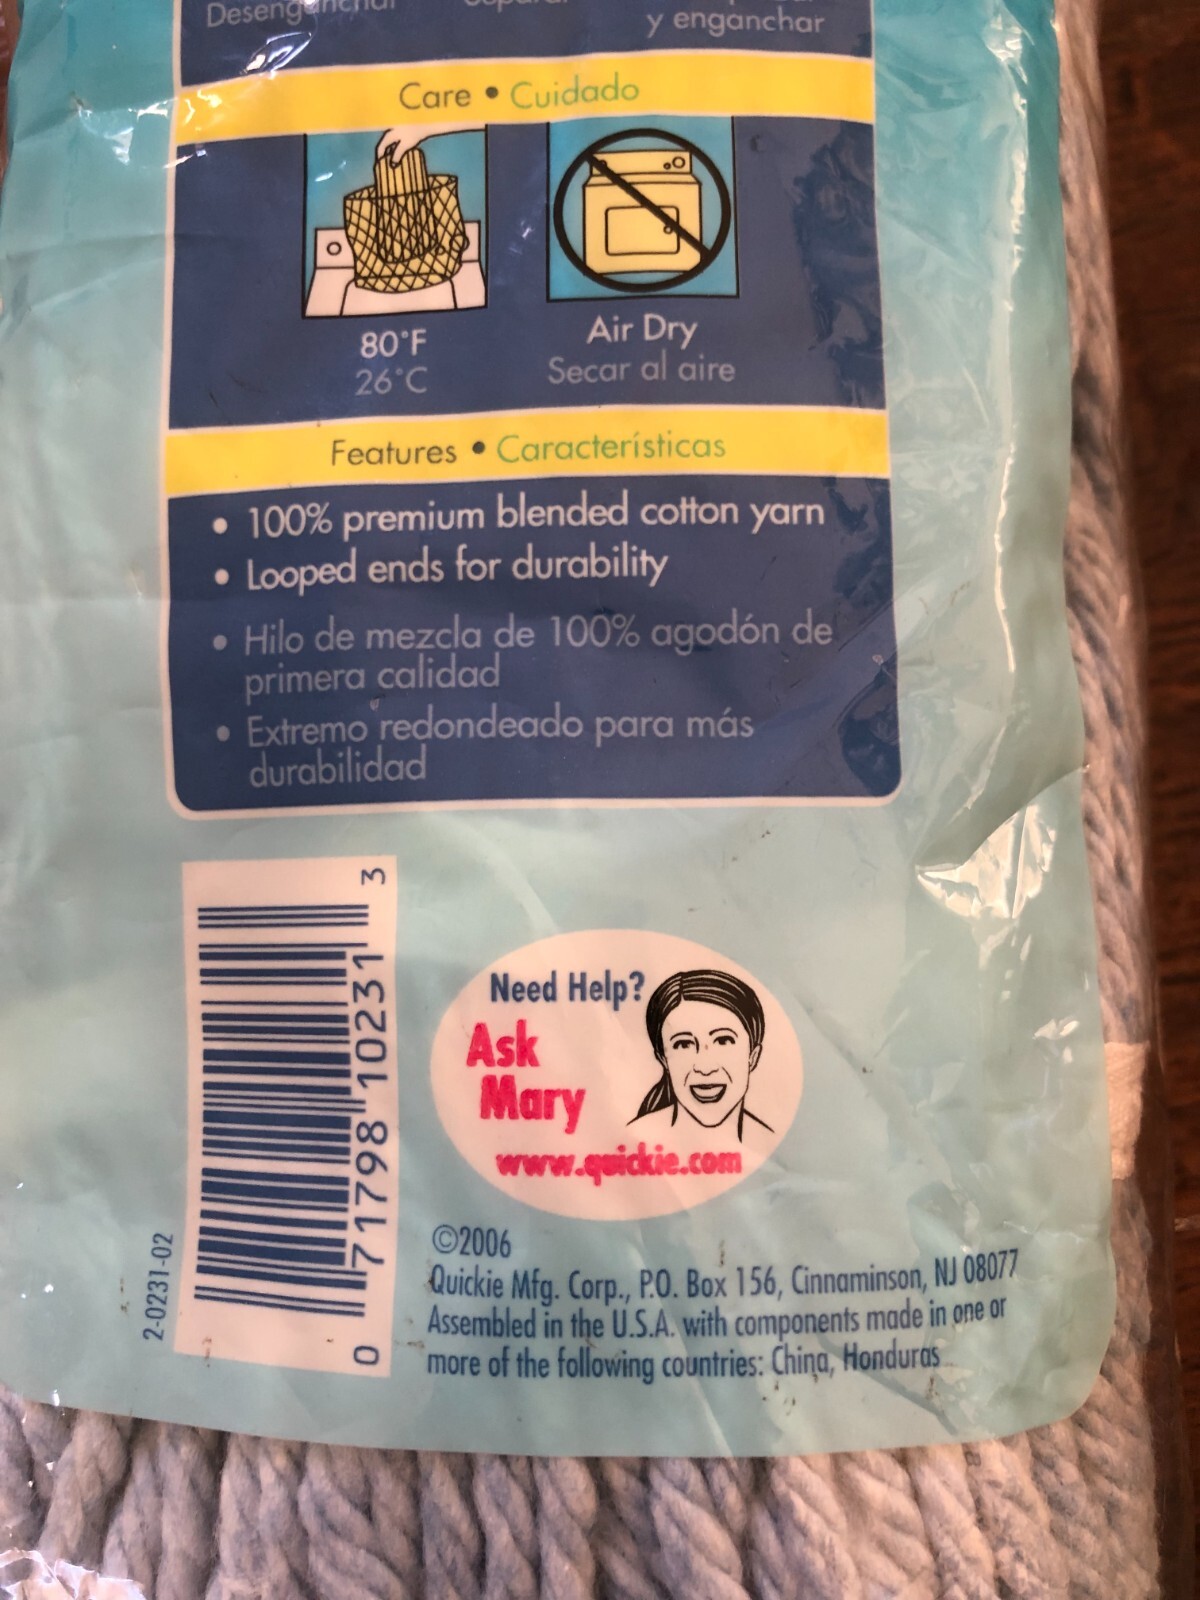 Desenganchar
y enganchar
Care • Cuidado
80°F
26°C
Air Dry
Secar al aire
Features • Características
• 100% premium blended cotton yarn
• Looped ends for durability
• Hilo de mezcla de 100% agodón de
primera calidad
• Extremo redondeado para más
durabilidad
0 71798 10231 3
2-0231-02
Need Help?
Ask
Mary
www.quickie.com
©2006
Quickie Mfg. Corp., P.O. Box 156, Cinnaminson, NJ 08077
Assembled in the U.S.A. with components made in one or
more of the following countries: China, Honduras